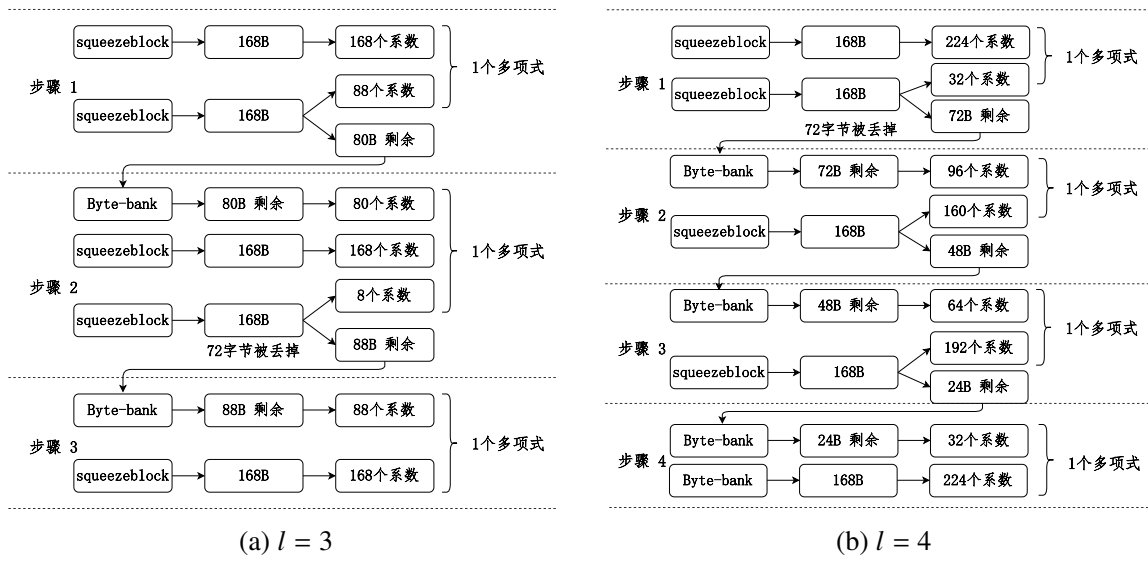 squeezeblock
168B
168个系数
1个多项式
步骤 1
88个系数
squeezeblock
168B
80B 剩余
Byte-bank
80B 剩余
80个系数
squeezeblock
168B
168个系数
1个多项式
步骤 2
8个系数
squeezeblock
168B
72字节被丢掉
88B 剩余
Byte-bank
88B 剩余
88个系数
步骤 3
1个多项式
squeezeblock
168B
168个系数
(a) l = 3
squeezeblock
168B
224个系数
1个多项式
步骤 1
32个系数
squeezeblock
168B
72B 剩余
72字节被丢掉
Byte-bank
72B 剩余
96个系数
1个多项式
步骤 2
160个系数
squeezeblock
168B
48B 剩余
Byte-bank
48B 剩余
64个系数
1个多项式
步骤 3
192个系数
squeezeblock
168B
24B 剩余
Byte-bank
24B 剩余
32个系数
步骤 4
1个多项式
Byte-bank
168B
224个系数
(b) l = 4